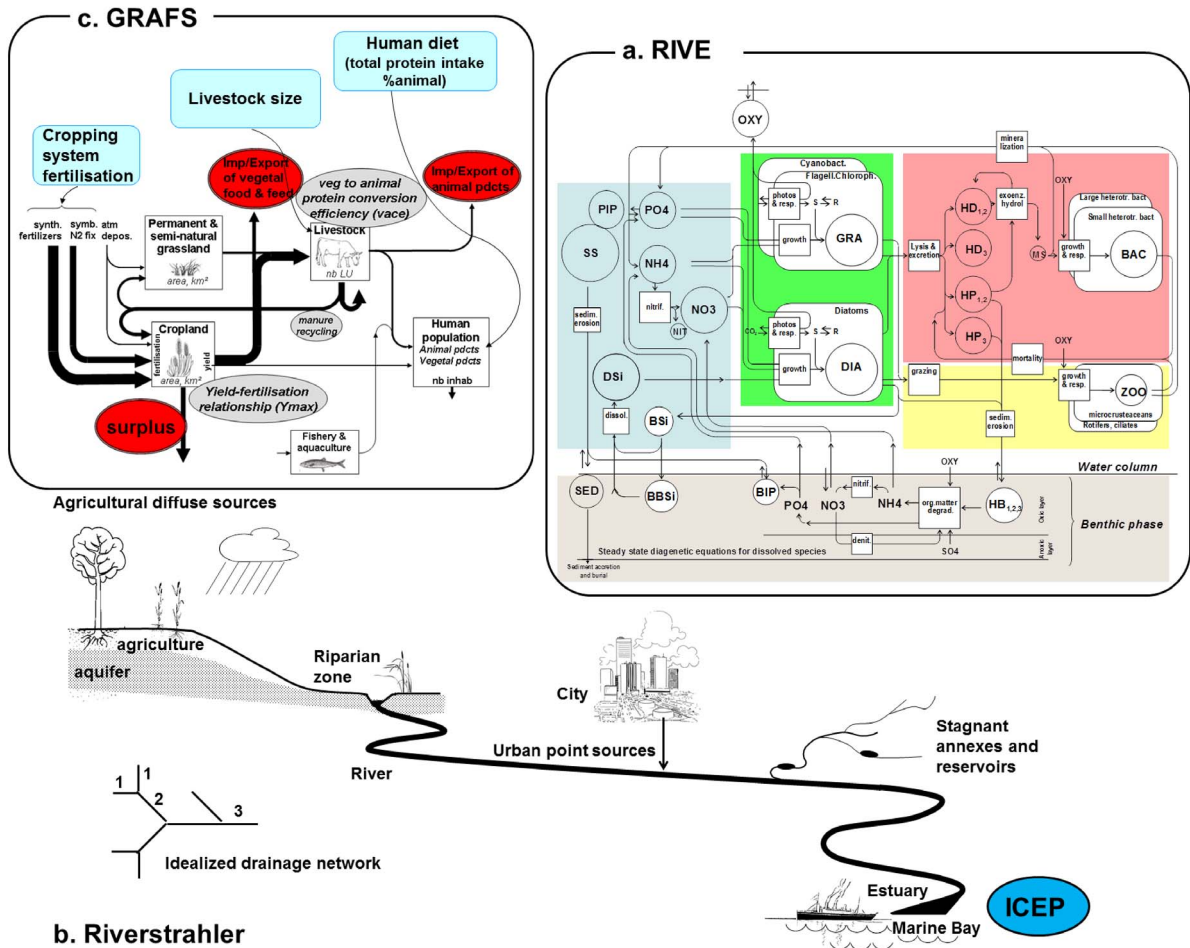 c. GRAFS
Human diet
(total protein intake
%animal)
Livestock size
Cropping
system
fertilisation
Imp/Export
of vegetal
food & feed
Imp/Export of
animal pdcts
veg to animal
protein conversion
efficiency (vace)
Livestock
nb LU
synth.
fertilizers
symb.
N2 fix
atm
depos.
Permanent &
semi-natural
grassland
area, km²
manure
recycling
Cropland
fertilisation
yield
area, km²
Human
population
Animal pdcts
Vegetal pdcts
nb inhab
Yield-fertilisation
relationship (Ymax)
surplus
Fishery &
aquaculture
a. RIVE
OXY
minera
lization
Cyanobact.
Flagell.Chloroph.
photos
& resp.
S
R
growth
GRA
PIP
PO4
SS
NH4
nitrif.
NIT
NO3
sedim.
erosion
DSi
dissol.
BSi
Diatoms
CO₂
photos
& resp.
S
R
growth
DIA
Lysis &
excretion
HD1,2
HD3
HP1,2
HP3
exoenz.
hydrol
MS
OXY
Large heterotr. bact
Small heterotr. bact
growth
& resp.
BAC
mortality
OXY
grazing
growth
& resp.
ZOO
microcrusteaceans
Rotifers, ciliates
sedim.
erosion
Water column
SED
BBSi
BIP
PO4
NO3
nitrif.
NH4
OXY
org.matter
degrad.
HB1,2,3
Oxic layer
Benthic phase
denit.
SO4
Anoxic
layer
Steady state diagenetic equations for dissolved species
Sediment accretion
and burial
Agricultural diffuse sources
agriculture
aquifer
Riparian
zone
City
Urban point sources
River
Stagnant
annexes and
reservoirs
1
1
2
3
Idealized drainage network
Estuary
Marine Bay
ICEP
b. Riverstrahler